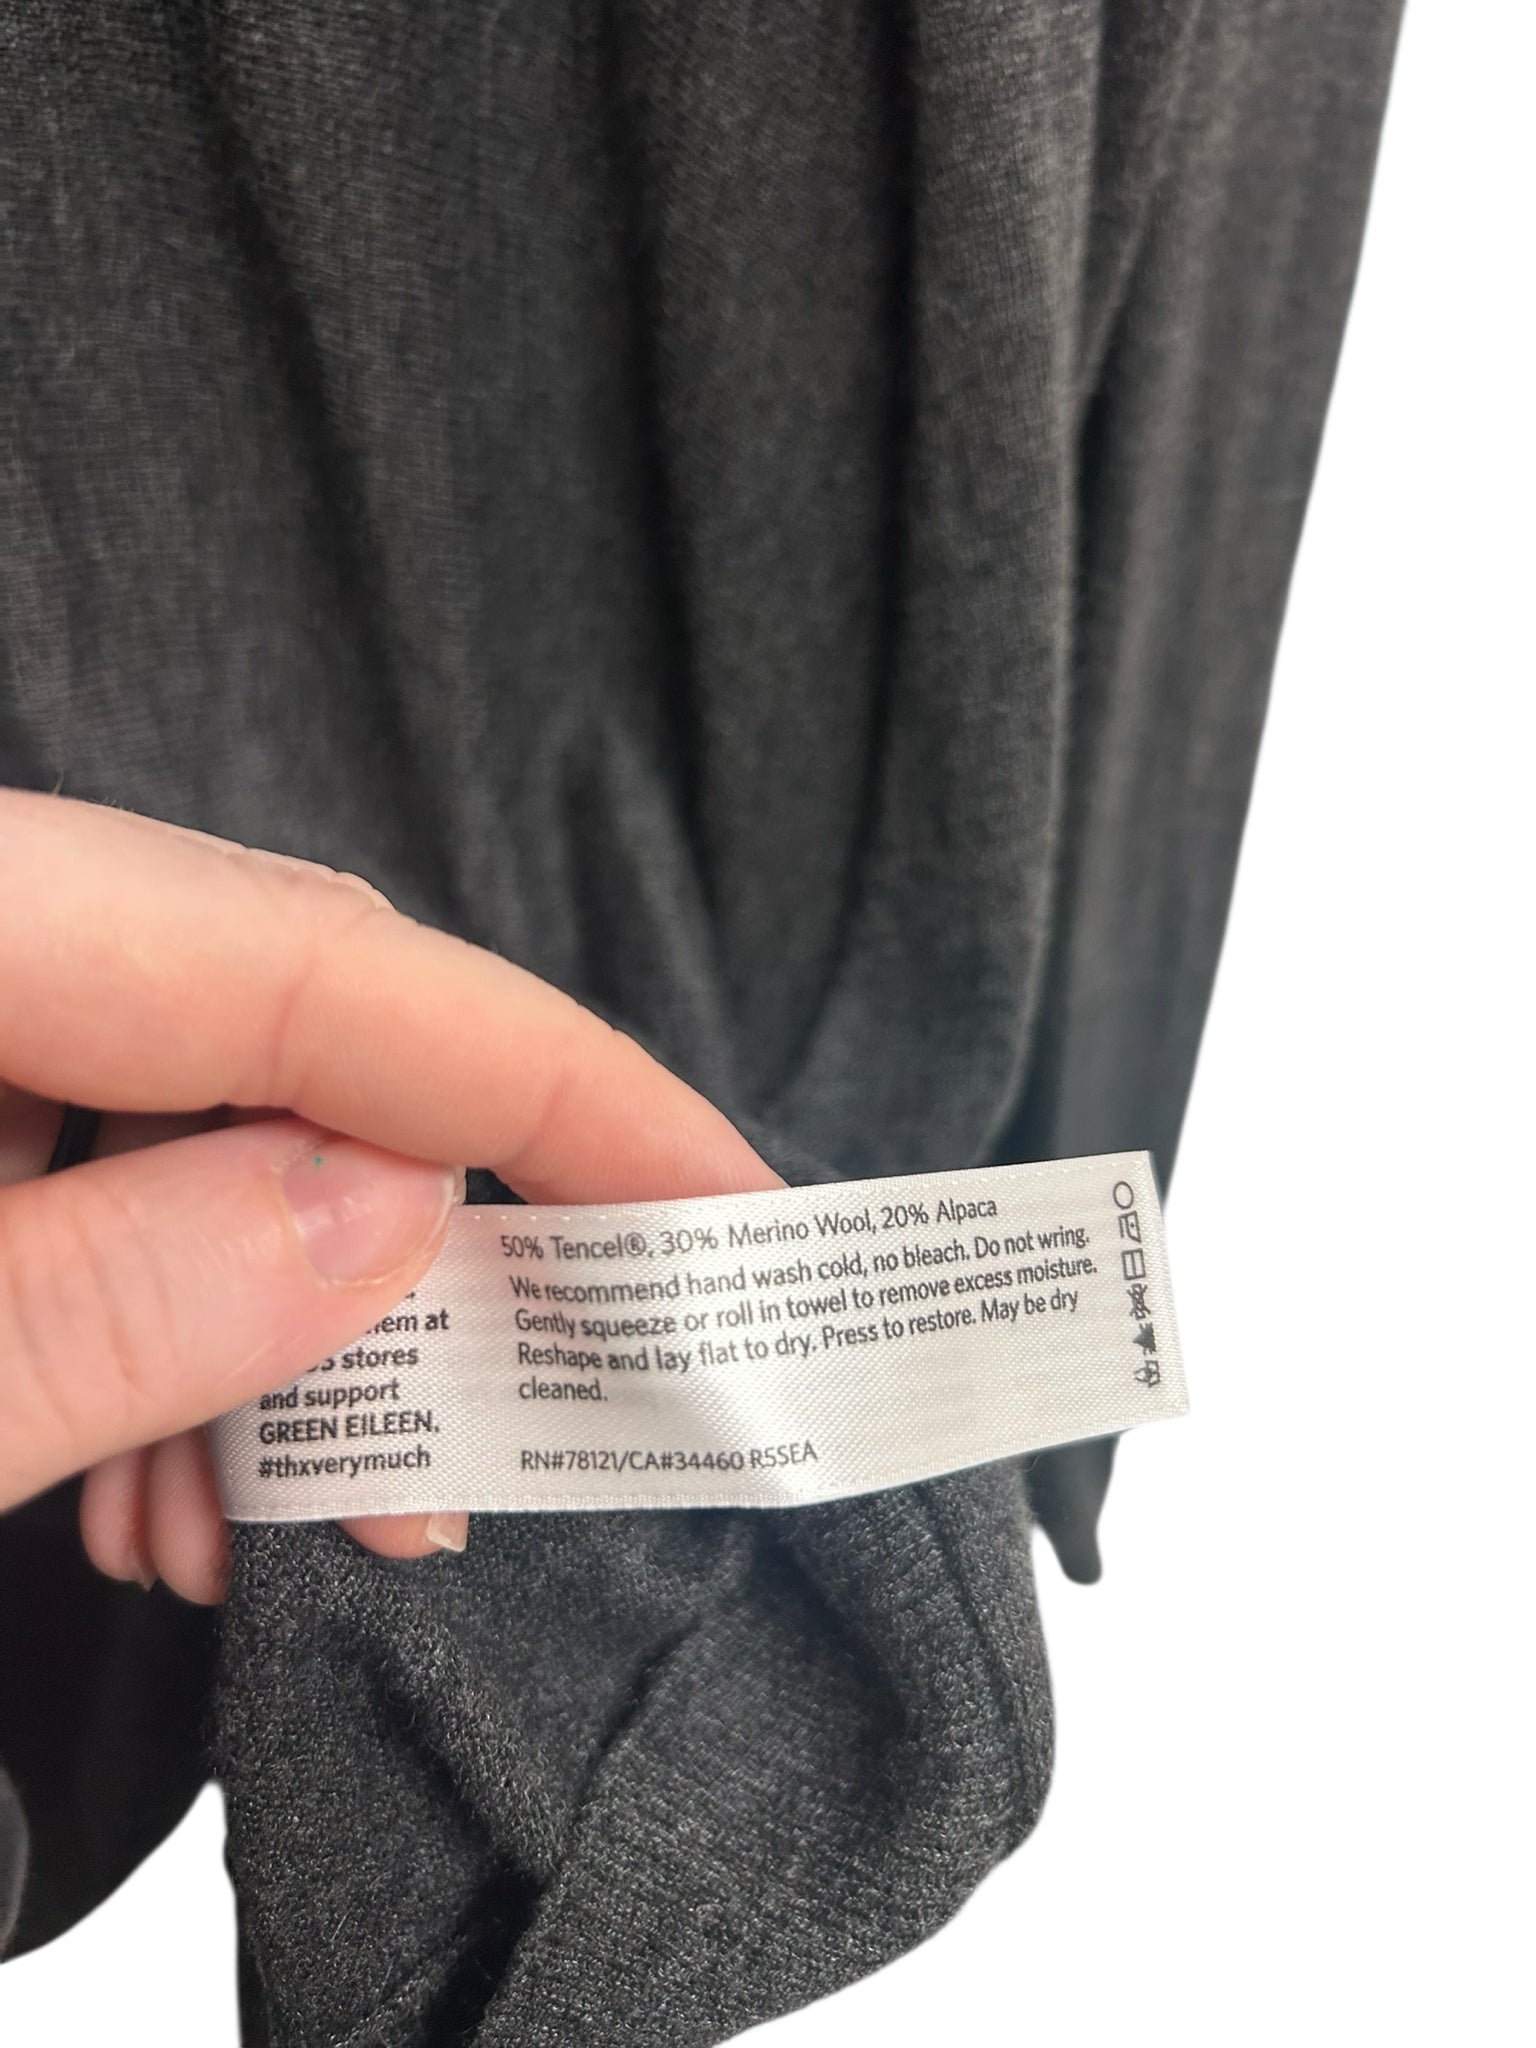 50% Tencel®, 30% Merino Wool, 20% Alpaca
We recommend hand wash cold, no bleach. Do not wring.
Gently squeeze or roll in towel to remove excess moisture.
Reshape and lay flat to dry. Press to restore. May be dry
cleaned.
RN#78121/CA#34460 R5SEA
at
stores
and support
GREEN EILEEN.
#thxverymuch